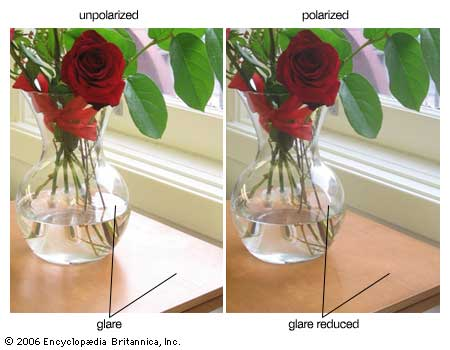 unpolarized
polarized
glare
glare reduced
© 2006 Encyclopædia Britannica, Inc.